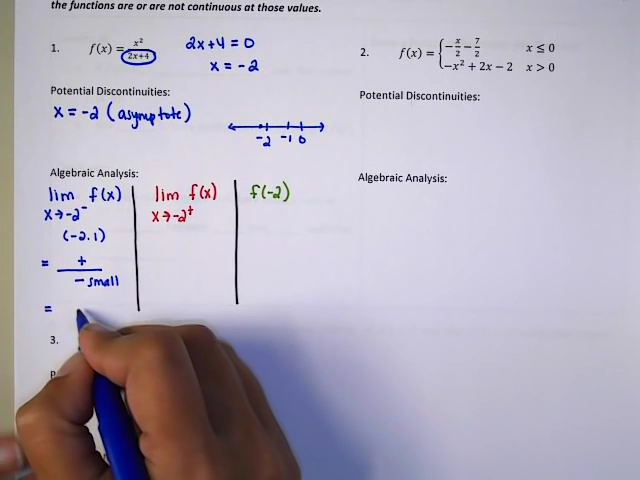 the functions are or are not continuous at those values.
1. f(x) = x²/(2x+4) 2x+4=0
x = -2
Potential Discontinuities:
x = -2 (asymptote)
-2 -1 0
Algebraic Analysis:
lim f(x) x→-2⁻
(-2.1)
= + / - small
=
lim f(x) x→-2⁺
f(-2)
3.
2. f(x) = { -x/2 - 7/2 x ≤ 0
-x² + 2x - 2 x > 0
Potential Discontinuities:
Algebraic Analysis: